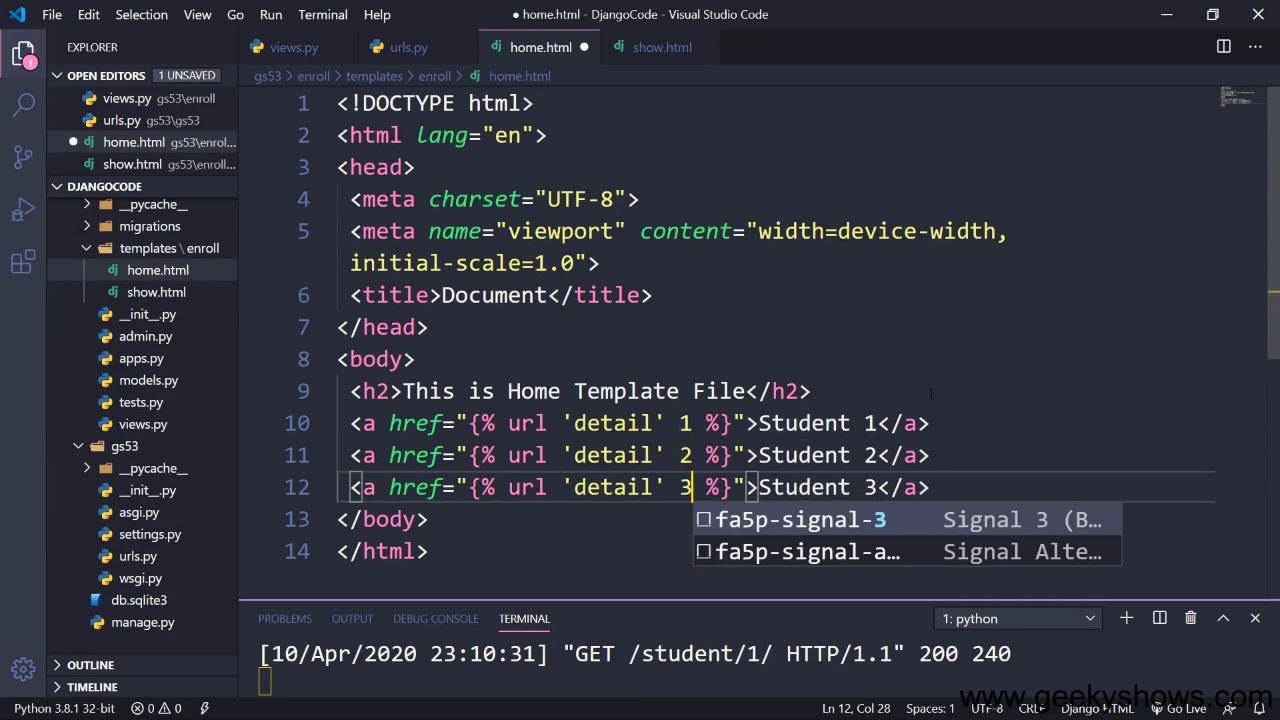 File Edit Selection View Go Run Terminal Help
● home.html - DjangoCode - Visual Studio Code
EXPLORER
OPEN EDITORS 1 UNSAVED
views.py gs53\enroll
urls.py gs53\gs53
home.html gs53\enrol...
show.html gs53\enroll...
DJANGOCODE
__pycache__
migrations
templates \ enroll
home.html
show.html
__init__.py
admin.py
apps.py
models.py
tests.py
views.py
gs53
__pycache__
__init__.py
asgi.py
settings.py
urls.py
wsgi.py
db.sqlite3
manage.py
OUTLINE
TIMELINE
1
views.py urls.py home.html show.html
gs53 > enroll > templates > enroll > home.html
1 <!DOCTYPE html>
2 <html lang="en">
3 <head>
4 <meta charset="UTF-8">
5 <meta name="viewport" content="width=device-width,
initial-scale=1.0">
6 <title>Document</title>
7 </head>
8 <body>
9 <h2>This is Home Template File</h2>
10 <a href="{% url 'detail' 1 %}">Student 1</a>
11 <a href="{% url 'detail' 2 %}">Student 2</a>
12 <a href="{% url 'detail' 3 %}">Student 3</a>
13 </body>
14 </html>
fa5p-signal-3 Signal 3 (B...
fa5p-signal-a... Signal Alte...
PROBLEMS OUTPUT DEBUG CONSOLE TERMINAL 1: python
[10/Apr/2020 23:10:31] "GET /student/1/ HTTP/1.1" 200 240
www.geekyshows.com
Python 3.8.1 32-bit 0 0 Ln 12, Col 28 Spaces: 1 UTF-8 CRLF Django HTML Go Live